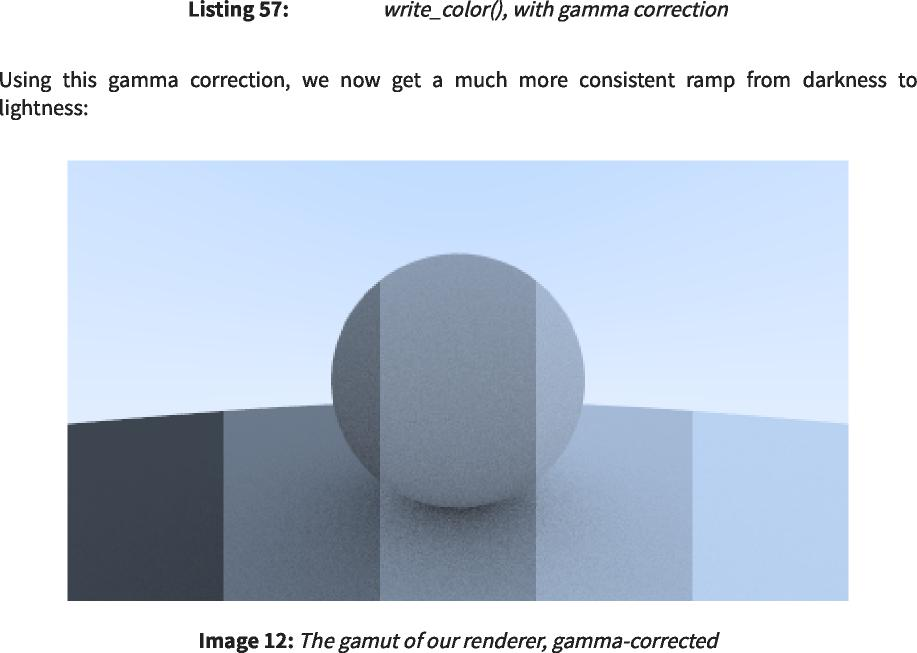 Listing 57: write_color(), with gamma correction
Using this gamma correction, we now get a much more consistent ramp from darkness to
lightness:
Image 12: The gamut of our renderer, gamma-corrected